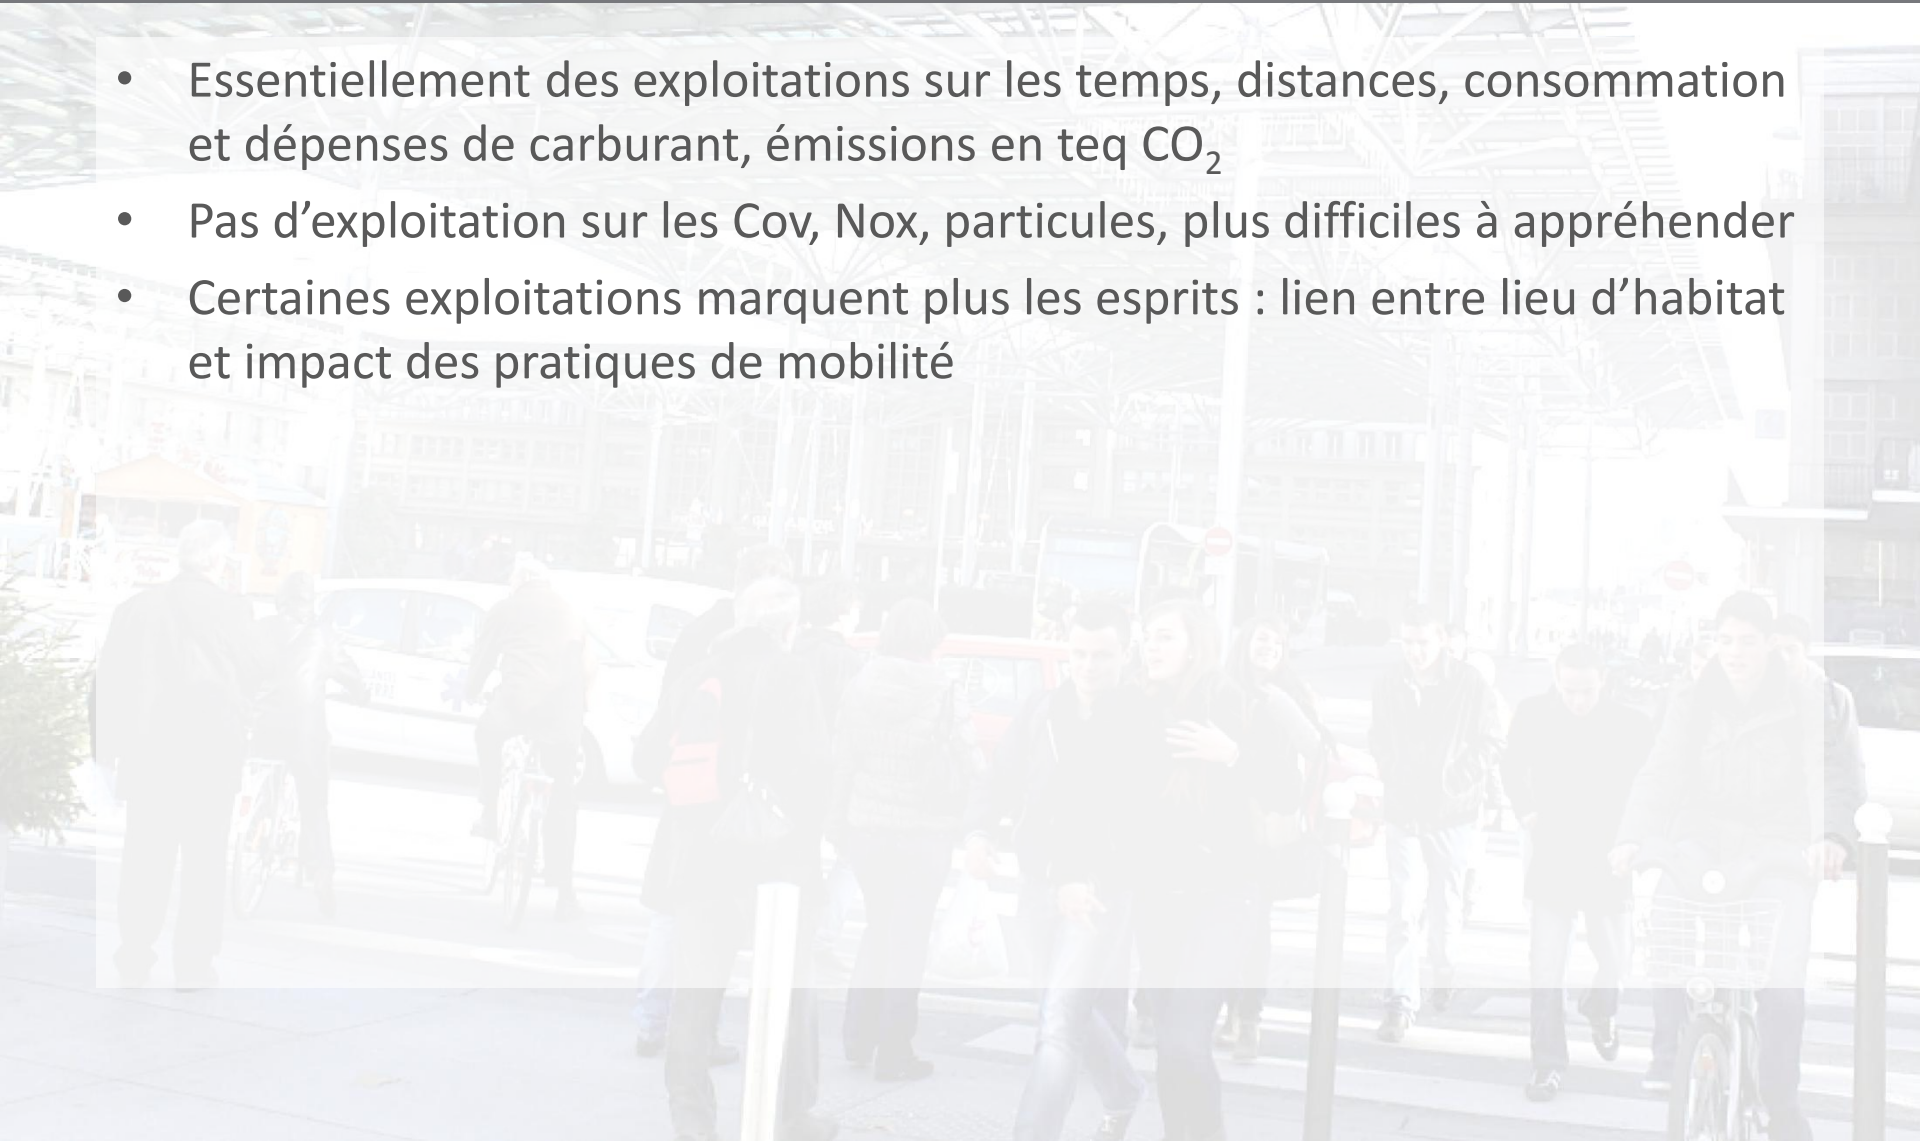 • Essentiellement des exploitations sur les temps, distances, consommation
et dépenses de carburant, émissions en teq CO₂
• Pas d’exploitation sur les Cov, Nox, particules, plus difficiles à appréhender
• Certaines exploitations marquent plus les esprits : lien entre lieu d’habitat
et impact des pratiques de mobilité